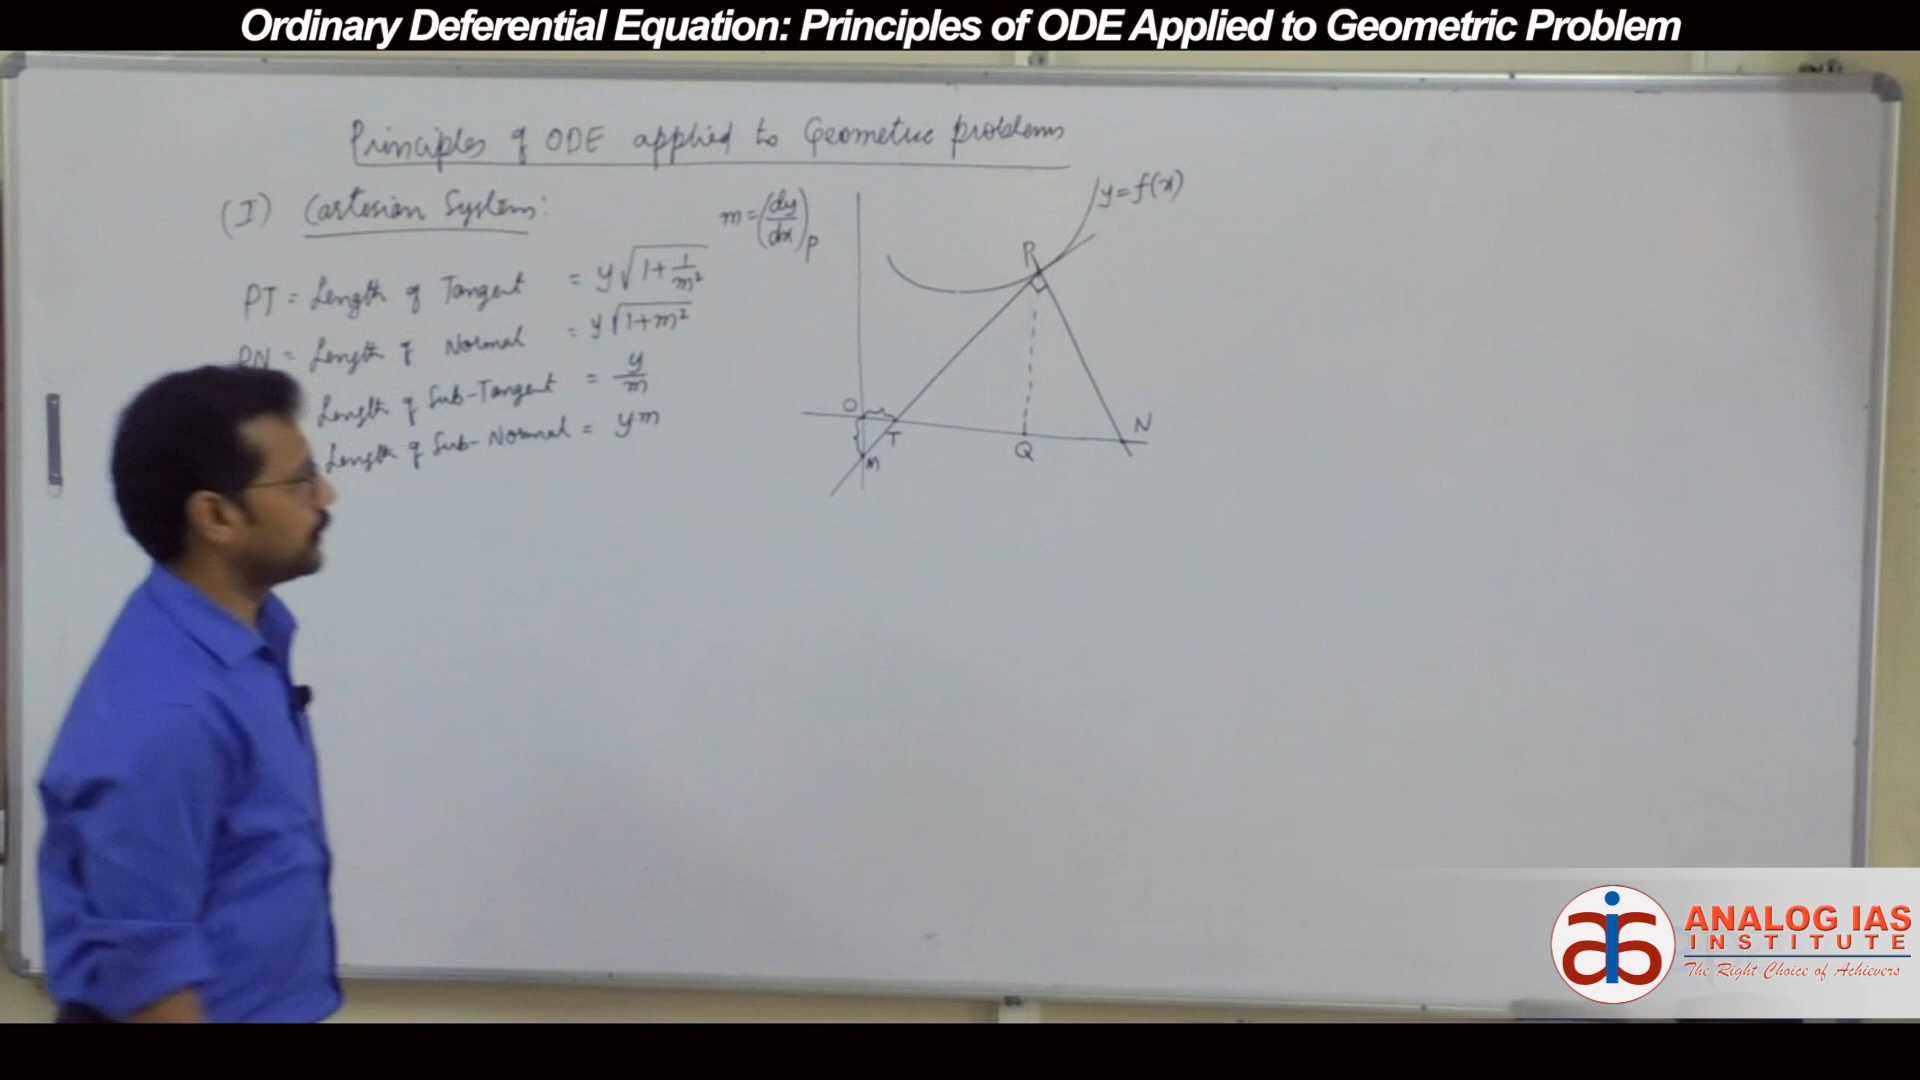 Ordinary Deferential Equation: Principles of ODE Applied to Geometric Problem
Principles of ODE applied to Geometric problems
(I) Cartesian System:
m = (dy/dx)P
y = f(x)
PT = Length of Tangent = y√(1+1/m²)
PN = Length of Normal = y√(1+m²)
Length of Sub-Tangent = y/m
Length of Sub-Normal = ym
P
O
T
M
Q
N
ANALOG IAS
INSTITUTE
The Right Choice of Achievers